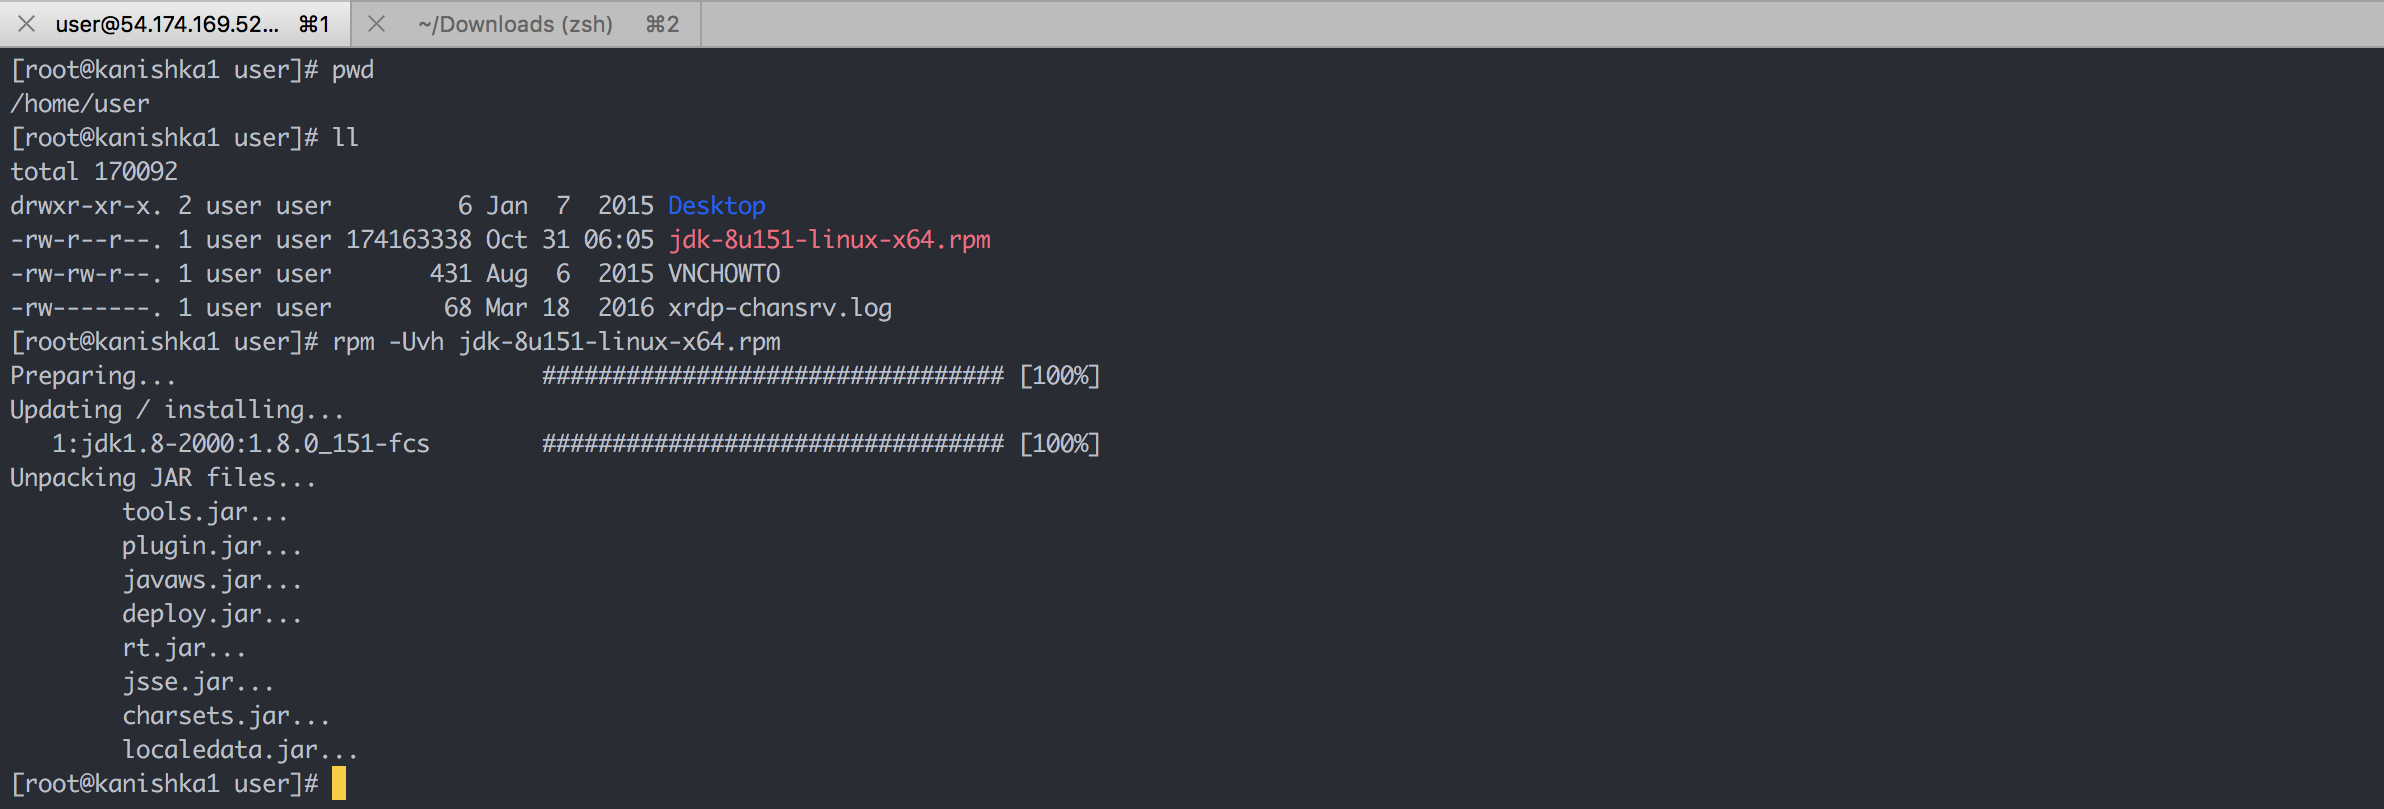 user@54.174.169.52... ⌘1 ~/Downloads (zsh) ⌘2
[root@kanishka1 user]# pwd
/home/user
[root@kanishka1 user]# ll
total 170092
drwxr-xr-x. 2 user user         6 Jan  7  2015 Desktop
-rw-r--r--. 1 user user 174163338 Oct 31 06:05 jdk-8u151-linux-x64.rpm
-rw-rw-r--. 1 user user       431 Aug  6  2015 VNCHOWTO
-rw-------. 1 user user        68 Mar 18  2016 xrdp-chansrv.log
[root@kanishka1 user]# rpm -Uvh jdk-8u151-linux-x64.rpm
Preparing...                          ################################# [100%]
Updating / installing...
   1:jdk1.8-2000:1.8.0_151-fcs        ################################# [100%]
Unpacking JAR files...
        tools.jar...
        plugin.jar...
        javaws.jar...
        deploy.jar...
        rt.jar...
        jsse.jar...
        charsets.jar...
        localedata.jar...
[root@kanishka1 user]#